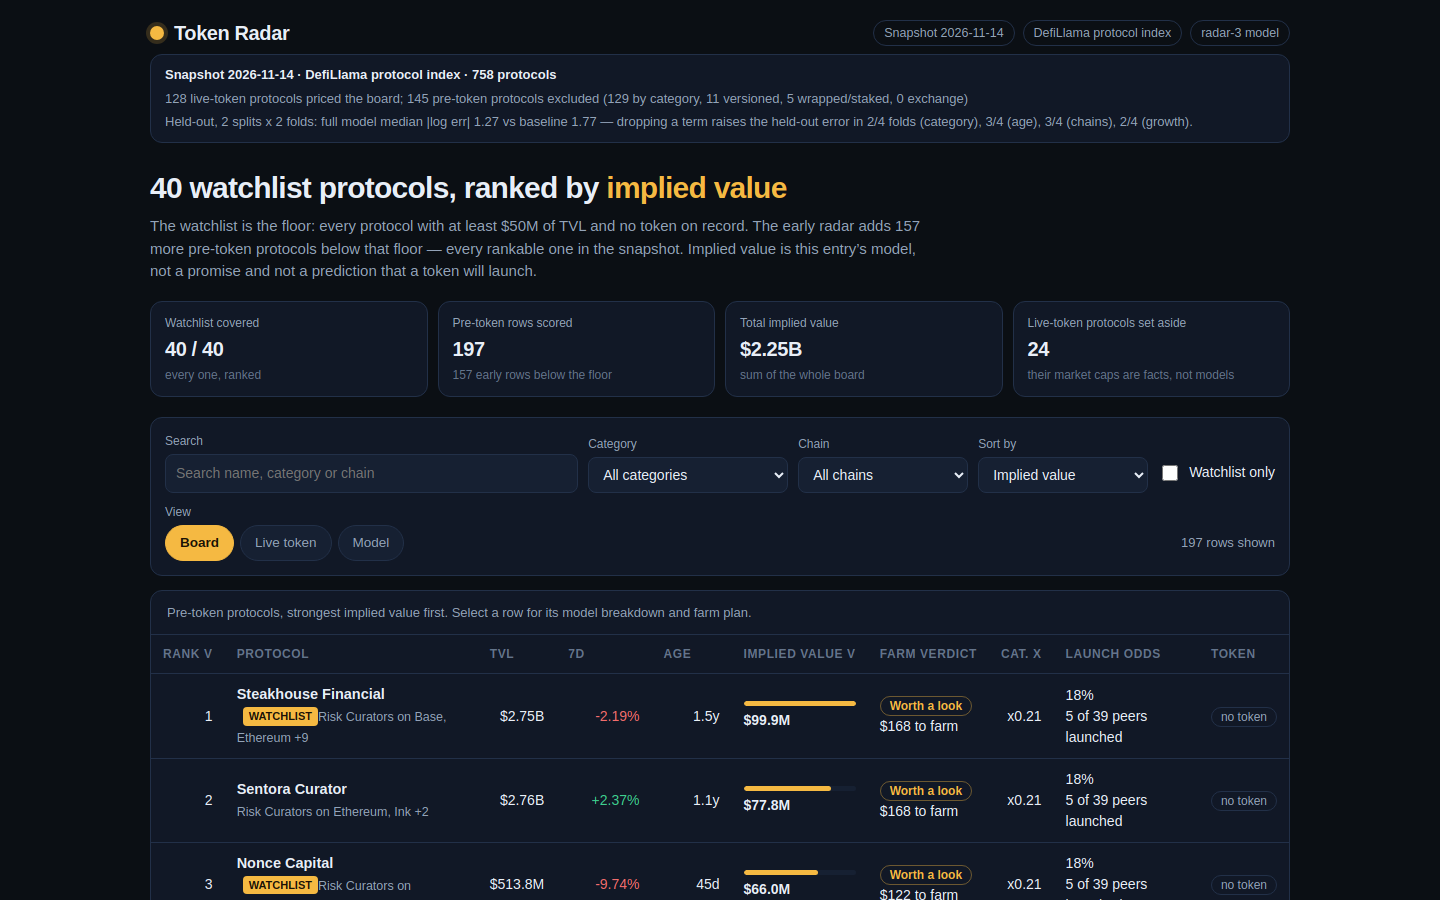 Token Radar
Snapshot 2026-11-14
DefiLlama protocol index
radar-3 model
Snapshot 2026-11-14 · DefiLlama protocol index · 758 protocols
128 live-token protocols priced the board; 145 pre-token protocols excluded (129 by category, 11 versioned, 5 wrapped/staked, 0 exchange)
Held-out, 2 splits x 2 folds: full model median |log err| 1.27 vs baseline 1.77 — dropping a term raises the held-out error in 2/4 folds (category), 3/4 (age), 3/4 (chains), 2/4 (growth).
40 watchlist protocols, ranked by implied value
The watchlist is the floor: every protocol with at least $50M of TVL and no token on record. The early radar adds 157
more pre-token protocols below that floor — every rankable one in the snapshot. Implied value is this entry's model,
not a promise and not a prediction that a token will launch.
Watchlist covered
40 / 40
every one, ranked
Pre-token rows scored
197
157 early rows below the floor
Total implied value
$2.25B
sum of the whole board
Live-token protocols set aside
24
their market caps are facts, not models
Search
Search name, category or chain
Category
All categories
Chain
All chains
Sort by
Implied value
Watchlist only
View
Board
Live token
Model
197 rows shown
Pre-token protocols, strongest implied value first. Select a row for its model breakdown and farm plan.
RANK V PROTOCOL TVL 7D AGE IMPLIED VALUE V FARM VERDICT CAT. X LAUNCH ODDS TOKEN
1
Steakhouse Financial
WATCHLIST Risk Curators on Base,
Ethereum +9
$2.75B
-2.19%
1.5y
$99.9M
Worth a look
$168 to farm
x0.21
18%
5 of 39 peers
launched
no token
2
Sentora Curator
Risk Curators on Ethereum, Ink +2
$2.76B
+2.37%
1.1y
$77.8M
Worth a look
$168 to farm
x0.21
18%
5 of 39 peers
launched
no token
3
Nonce Capital
WATCHLIST Risk Curators on
$513.8M
-9.74%
45d
$66.0M
Worth a look
$122 to farm
x0.21
18%
5 of 39 peers
no token